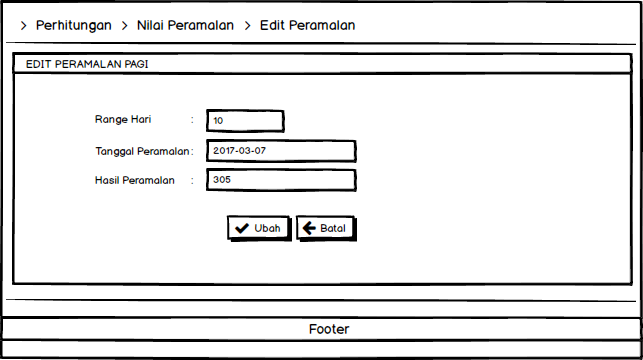 > Perhitungan > Nilai Peramalan > Edit Peramalan
EDIT PERAMALAN PAGI
Range Hari : 10
Tanggal Peramalan : 2017-03-07
Hasil Peramalan : 305
Ubah Batal
Footer